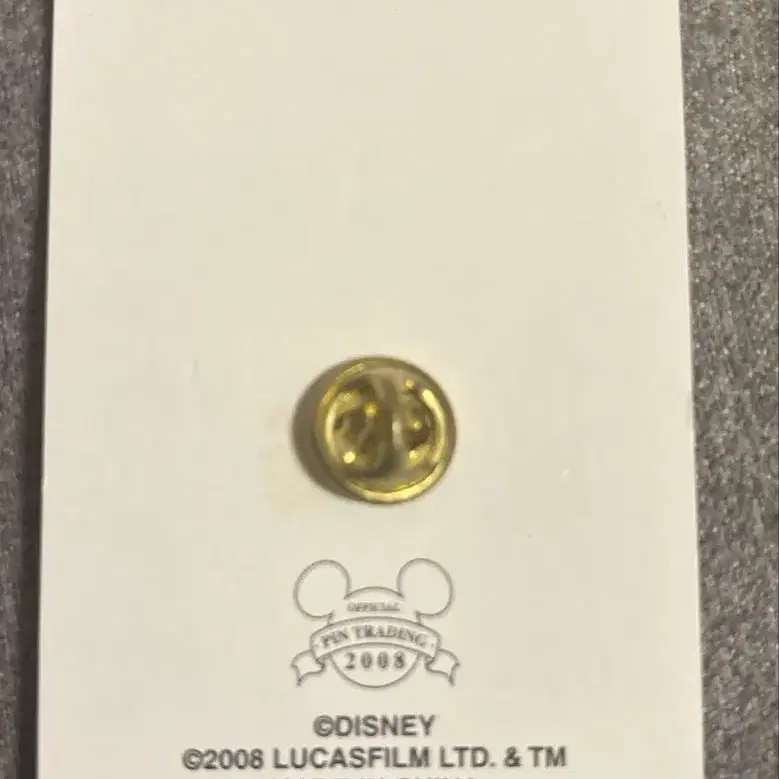 OFFICIAL
PIN TRADING
2008
©DISNEY
©2008 LUCASFILM LTD. & TM